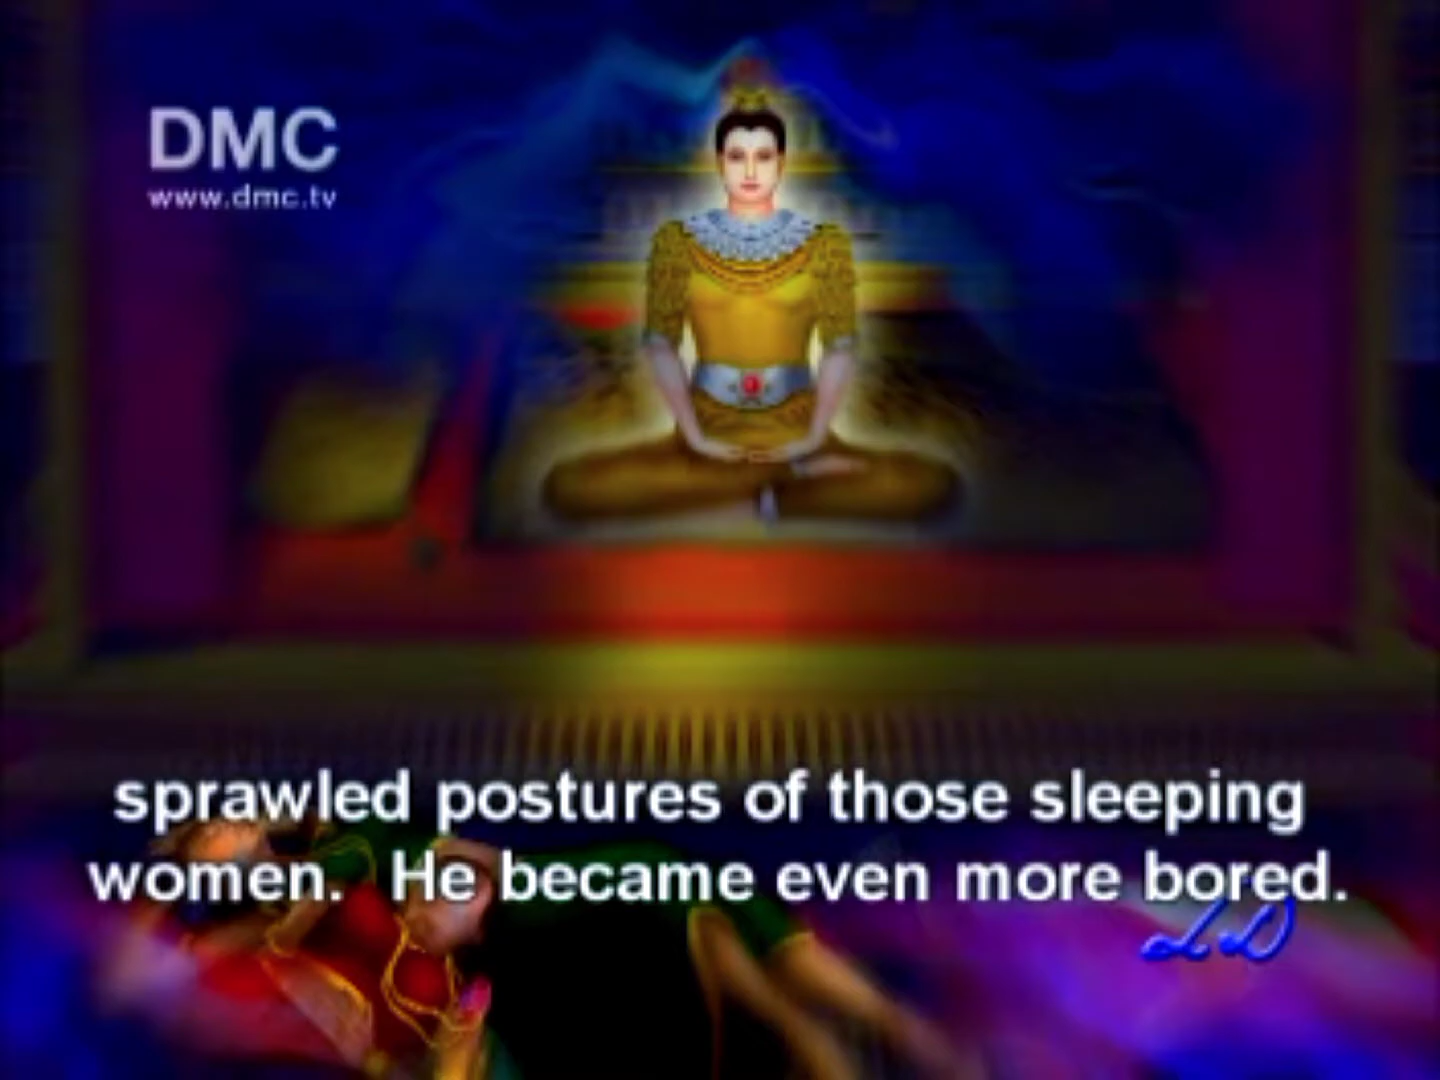 DMC
www.dmc.tv
sprawled postures of those sleeping
women.  He became even more bored.